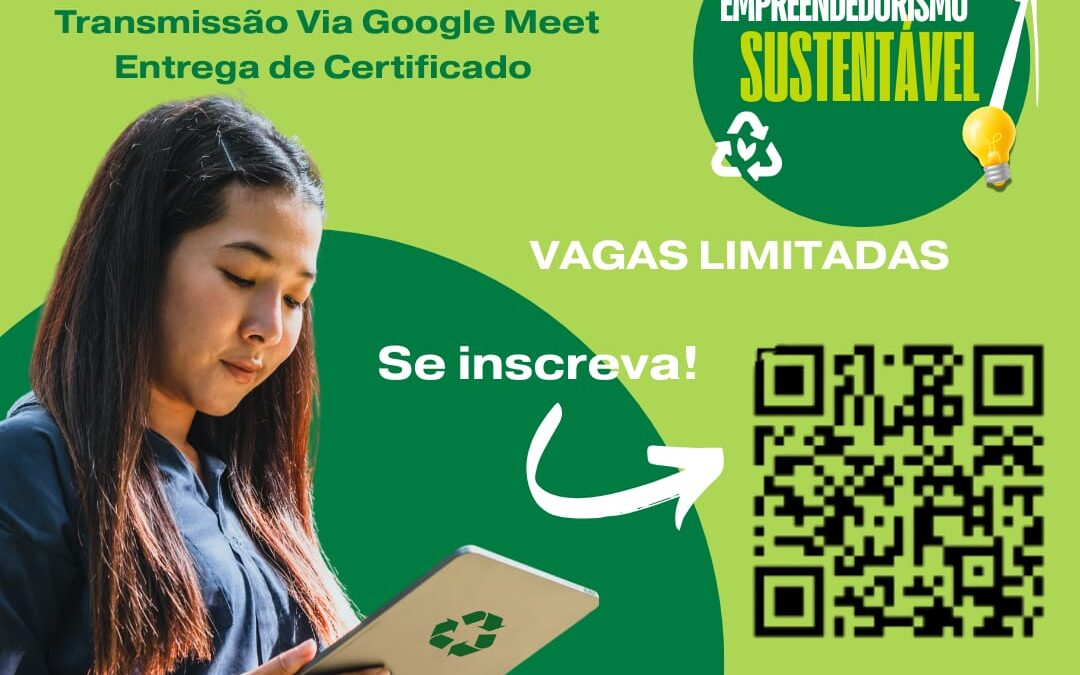 Transmissão Via Google Meet
Entrega de Certificado
EMPREENDEDORISMO
SUSTENTÁVEL
VAGAS LIMITADAS
Se inscreva!